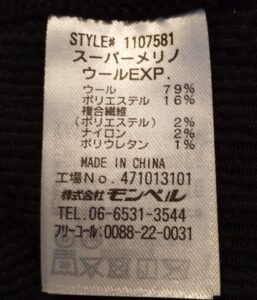 STYLE# 1107581
スーパーメリノ
ウールEXP.
ウール 79%
ポリエステル 16%
複合繊維
(ポリエステル) 2%
ナイロン 2%
ポリウレタン 1%
MADE IN CHINA
工場No. 471013101
株式会社モンベル
TEL. 06-6531-3544
フリーコール:0088-22-0031